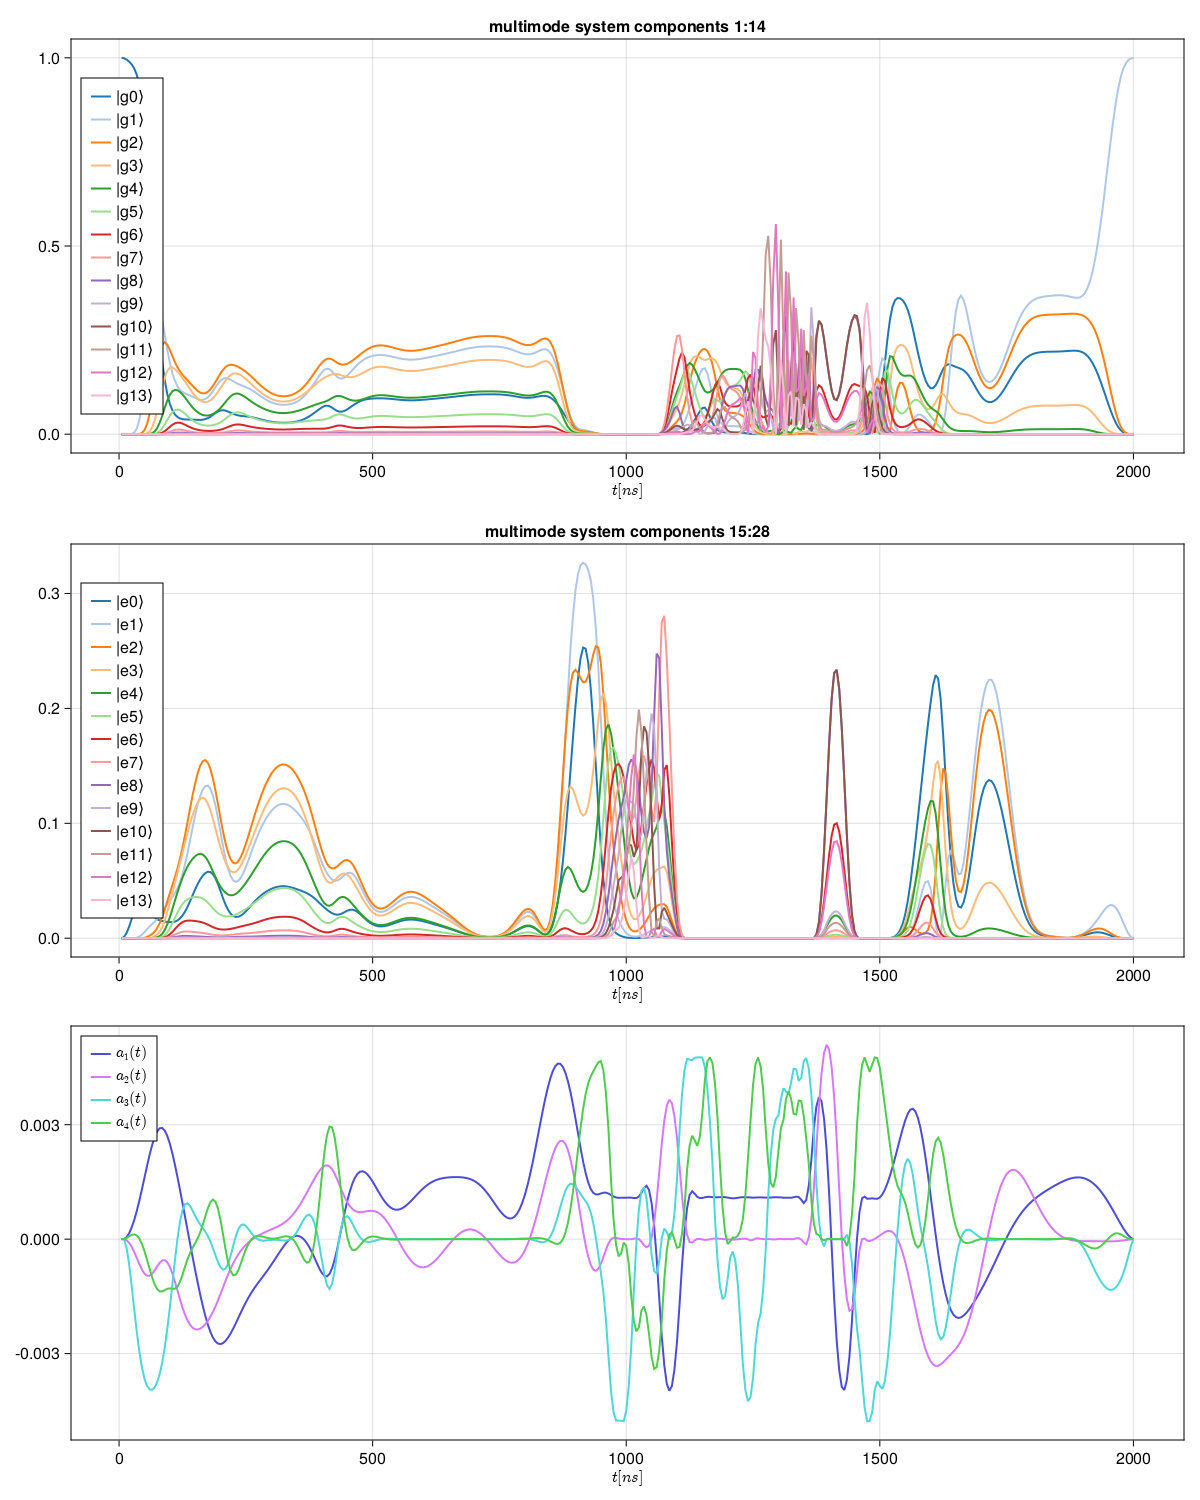 multimode system components 1:14
1.0
0.5
0.0
|g0⟩
|g1⟩
|g2⟩
|g3⟩
|g4⟩
|g5⟩
|g6⟩
|g7⟩
|g8⟩
|g9⟩
|g10⟩
|g11⟩
|g12⟩
|g13⟩
0 500 1000 1500 2000
t[ns]
multimode system components 15:28
0.3
0.2
0.1
0.0
|e0⟩
|e1⟩
|e2⟩
|e3⟩
|e4⟩
|e5⟩
|e6⟩
|e7⟩
|e8⟩
|e9⟩
|e10⟩
|e11⟩
|e12⟩
|e13⟩
0 500 1000 1500 2000
t[ns]
a₁(t)
a₂(t)
a₃(t)
a₄(t)
0.003
0.000
-0.003
0 500 1000 1500 2000
t[ns]